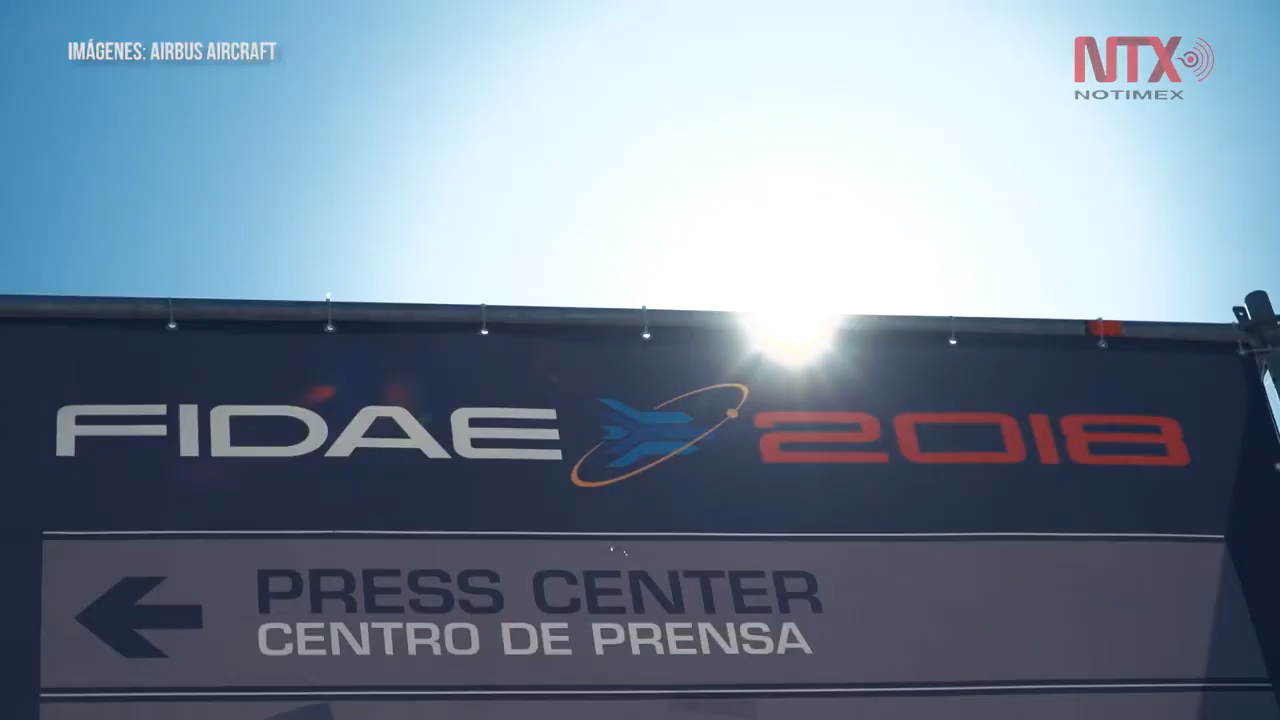 IMÁGENES: AIRBUS AIRCRAFT
NTX
NOTIMEX
FIDAE 2018
PRESS CENTER
CENTRO DE PRENSA